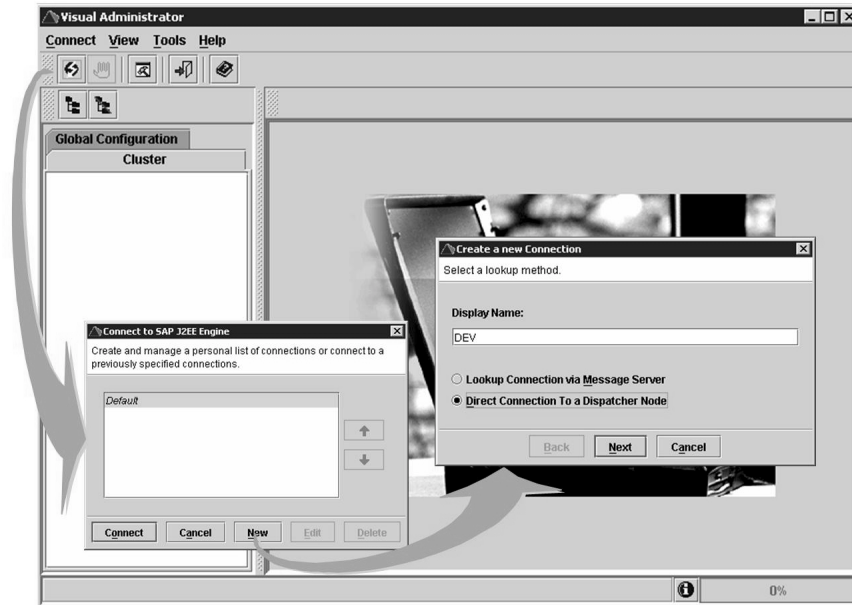 Visual Administrator
Connect View Tools Help
Global Configuration
Cluster
Create a new Connection
Select a lookup method.
Display Name:
DEV
Lookup Connection via Message Server
Direct Connection To a Dispatcher Node
Back Next Cancel
Connect to SAP J2EE Engine
Create and manage a personal list of connections or connect to a
previously specified connections.
Default
Connect Cancel New Edit Delete
0%